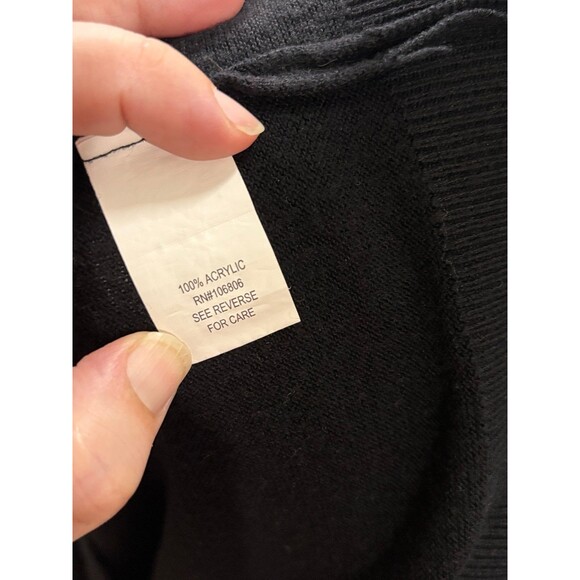 100% ACRYLIC
RN#106806
SEE REVERSE
FOR CARE